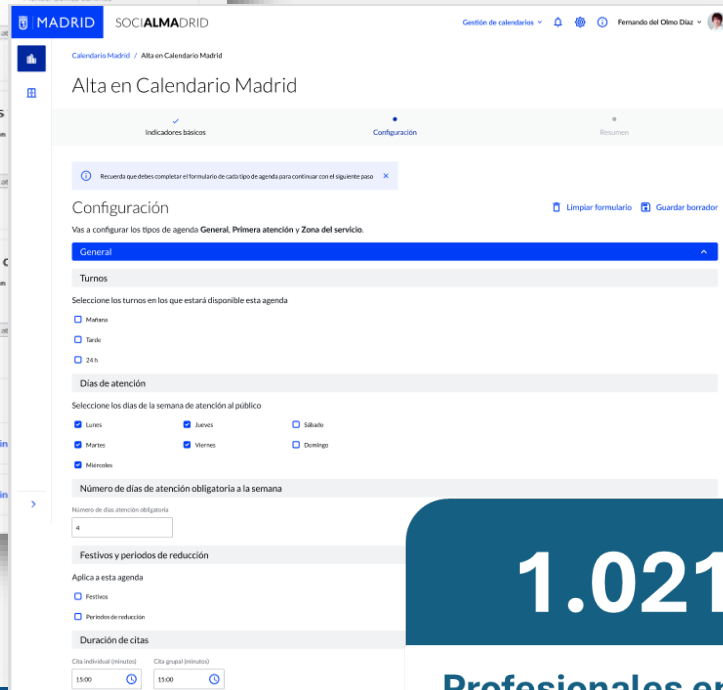 MADRID SOCIALMADRID Gestión de calendarios Fernando del Olmo Díaz
Calendario Madrid / Alta en Calendario Madrid
Alta en Calendario Madrid
Indicadores básicos Configuración Resumen
Recuerda que debes completar el formulario de cada tipo de agenda para continuar con el siguiente paso
Configuración Limpiar formulario Guardar borrador
Vas a configurar los tipos de agenda General, Primera atención y Zona del servicio.
General
Turnos
Seleccione los turnos en los que estará disponible esta agenda
Mañana
Tarde
24 h
Días de atención
Seleccione los días de la semana de atención al público
Lunes Jueves Sábado
Martes Viernes Domingo
Miércoles
Número de días de atención obligatoria a la semana
Número de días atención obligatoria
4
Festivos y periodos de reducción
Aplica a esta agenda
Festivos
Periodos de reducción
Duración de citas
Cita individual (minutos) Cita grupal (minutos)
15:00 15:00
1.021
Profesionales en